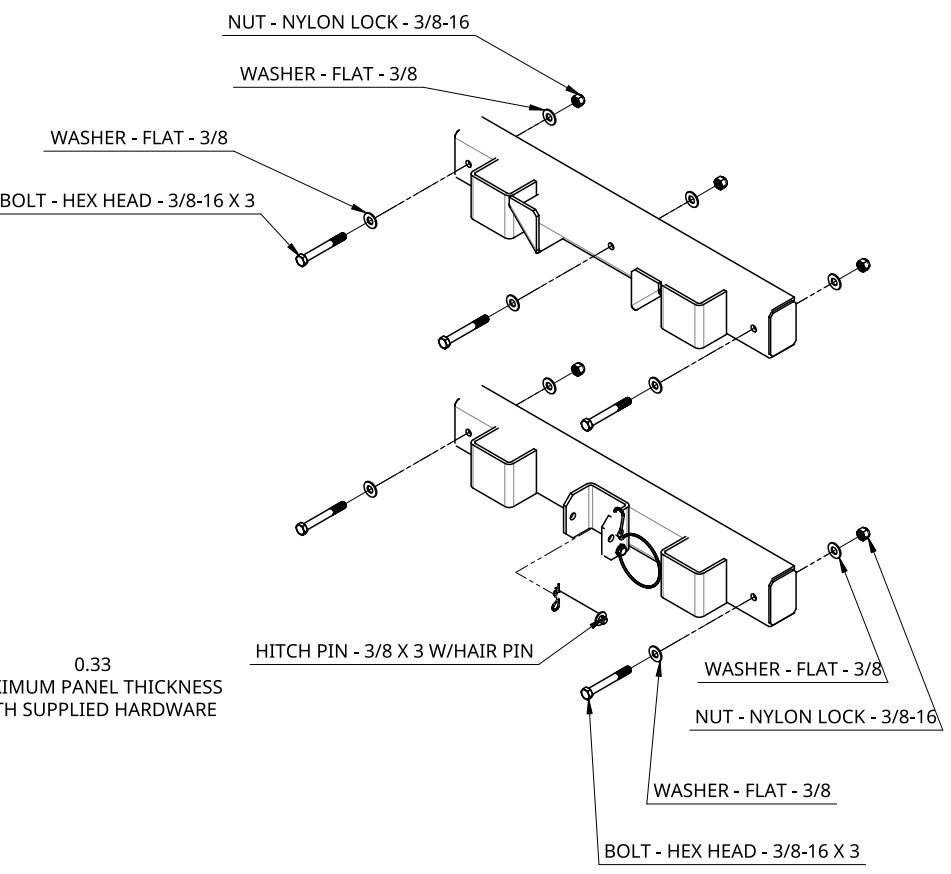 NUT - NYLON LOCK - 3/8-16
WASHER - FLAT - 3/8
WASHER - FLAT - 3/8
BOLT - HEX HEAD - 3/8-16 X 3
HITCH PIN - 3/8 X 3 W/HAIR PIN
0.33
XIMUM PANEL THICKNESS
TH SUPPLIED HARDWARE
WASHER - FLAT - 3/8
NUT - NYLON LOCK - 3/8-16
WASHER - FLAT - 3/8
BOLT - HEX HEAD - 3/8-16 X 3